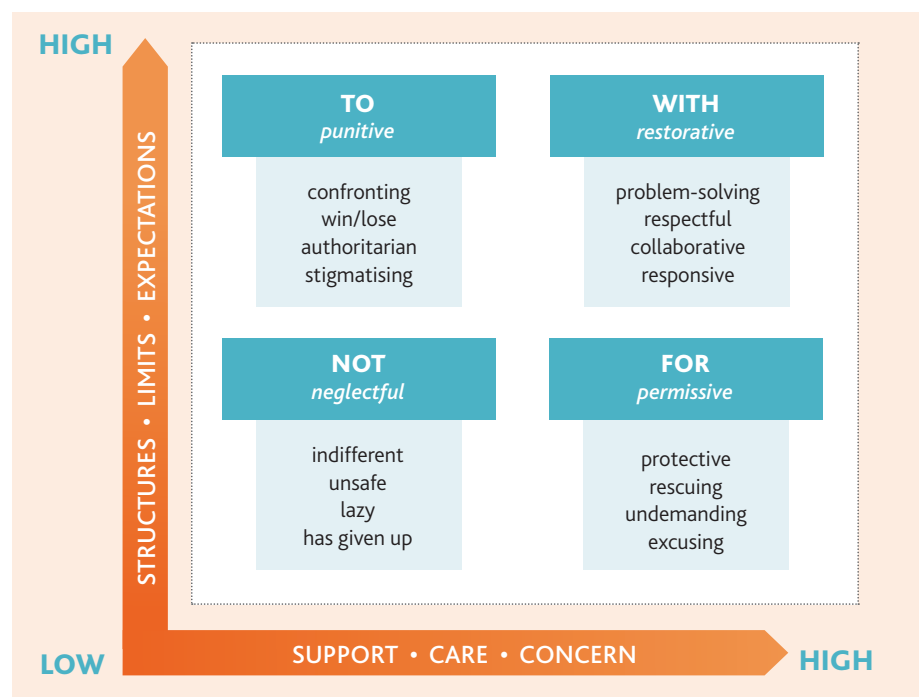 HIGH
STRUCTURES • LIMITS • EXPECTATIONS
TO
punitive
confronting
win/lose
authoritarian
stigmatising
WITH
restorative
problem-solving
respectful
collaborative
responsive
NOT
neglectful
indifferent
unsafe
lazy
has given up
FOR
permissive
protective
rescuing
undemanding
excusing
LOW
SUPPORT • CARE • CONCERN
HIGH